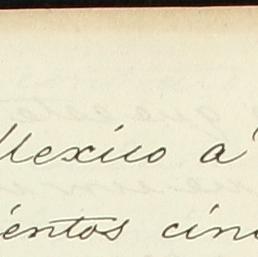 Mexico á
ientos cin